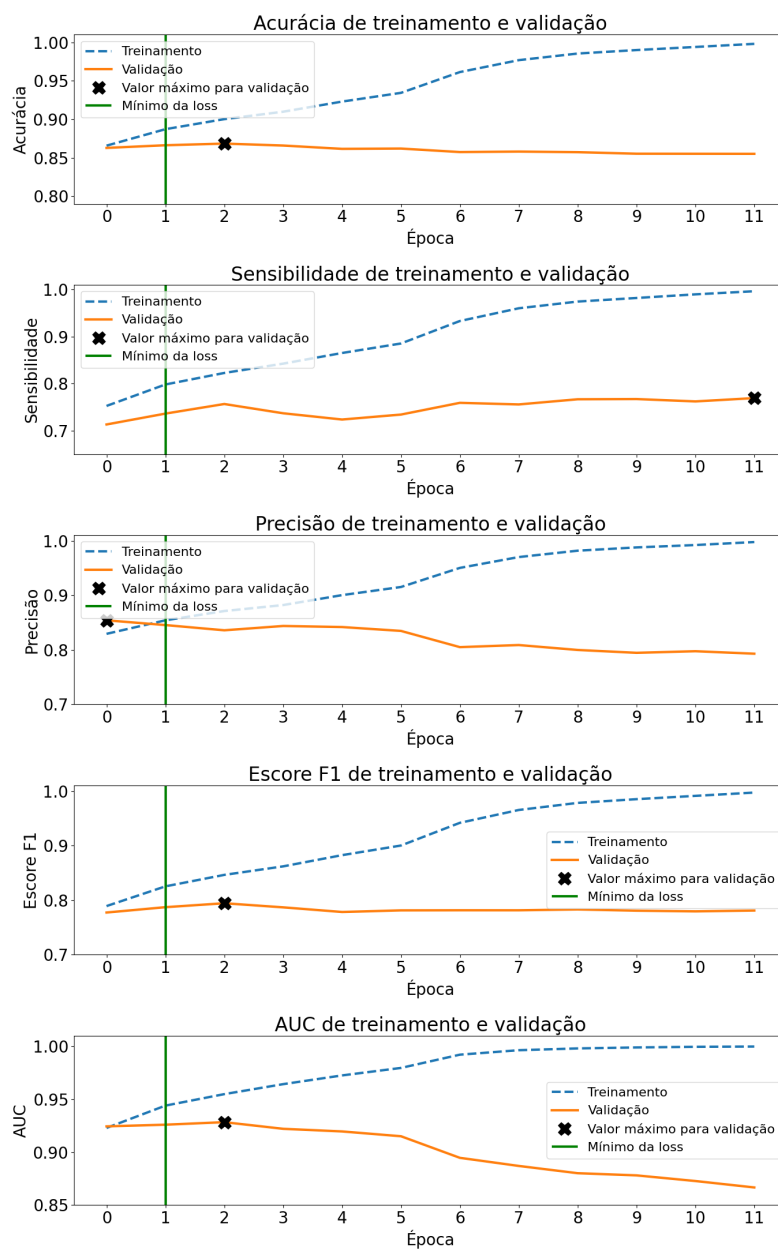 Acurácia de treinamento e validação
1.00
0.95
0.90
0.85
0.80
Acurácia
Treinamento
Validação
Valor máximo para validação
Mínimo da loss
0 1 2 3 4 5 6 7 8 9 10 11
Época
Sensibilidade de treinamento e validação
1.0
0.9
0.8
0.7
Sensibilidade
Treinamento
Validação
Valor máximo para validação
Mínimo da loss
0 1 2 3 4 5 6 7 8 9 10 11
Época
Precisão de treinamento e validação
1.0
0.9
0.8
0.7
Precisão
Treinamento
Validação
Valor máximo para validação
Mínimo da loss
0 1 2 3 4 5 6 7 8 9 10 11
Época
Escore F1 de treinamento e validação
1.0
0.9
0.8
0.7
Escore F1
Treinamento
Validação
Valor máximo para validação
Mínimo da loss
0 1 2 3 4 5 6 7 8 9 10 11
Época
AUC de treinamento e validação
1.00
0.95
0.90
0.85
AUC
Treinamento
Validação
Valor máximo para validação
Mínimo da loss
0 1 2 3 4 5 6 7 8 9 10 11
Época